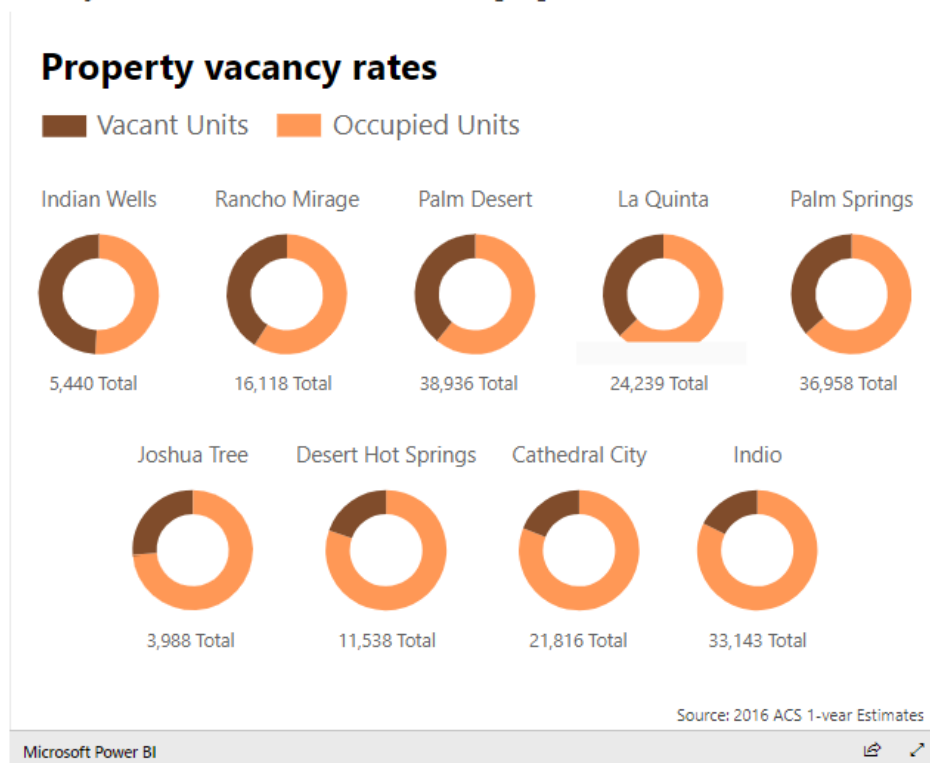 Property vacancy rates
Vacant Units Occupied Units
Indian Wells Rancho Mirage Palm Desert La Quinta Palm Springs
5,440 Total 16,118 Total 38,936 Total 24,239 Total 36,958 Total
Joshua Tree Desert Hot Springs Cathedral City Indio
3,988 Total 11,538 Total 21,816 Total 33,143 Total
Source: 2016 ACS 1-year Estimates
Microsoft Power BI